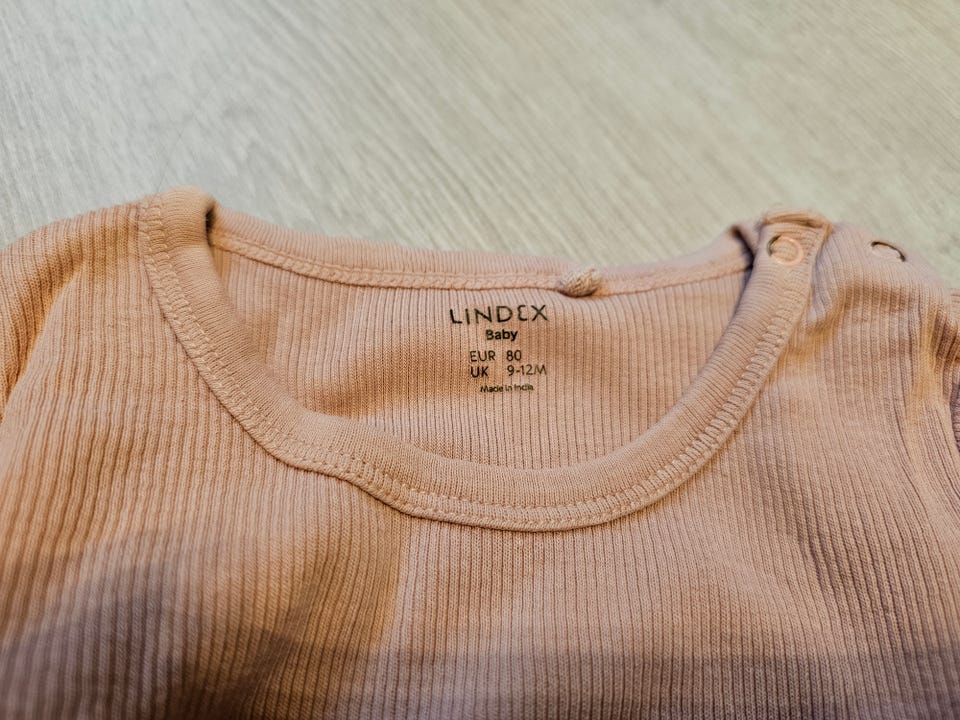 LINDEX
Baby
EUR 80
UK 9-12M
Made in India